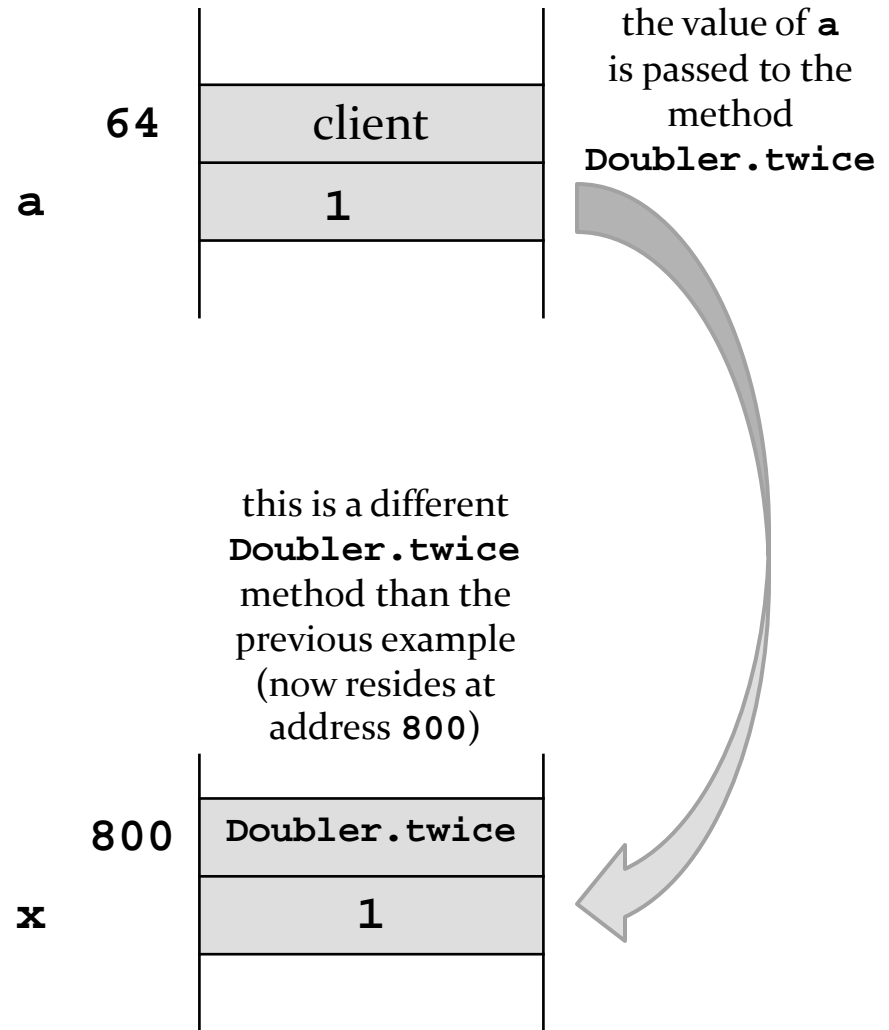 the value of a
is passed to the
method
Doubler.twice
64
client
a
1
this is a different
Doubler.twice
method than the
previous example
(now resides at
address 800)
800
Doubler.twice
x
1